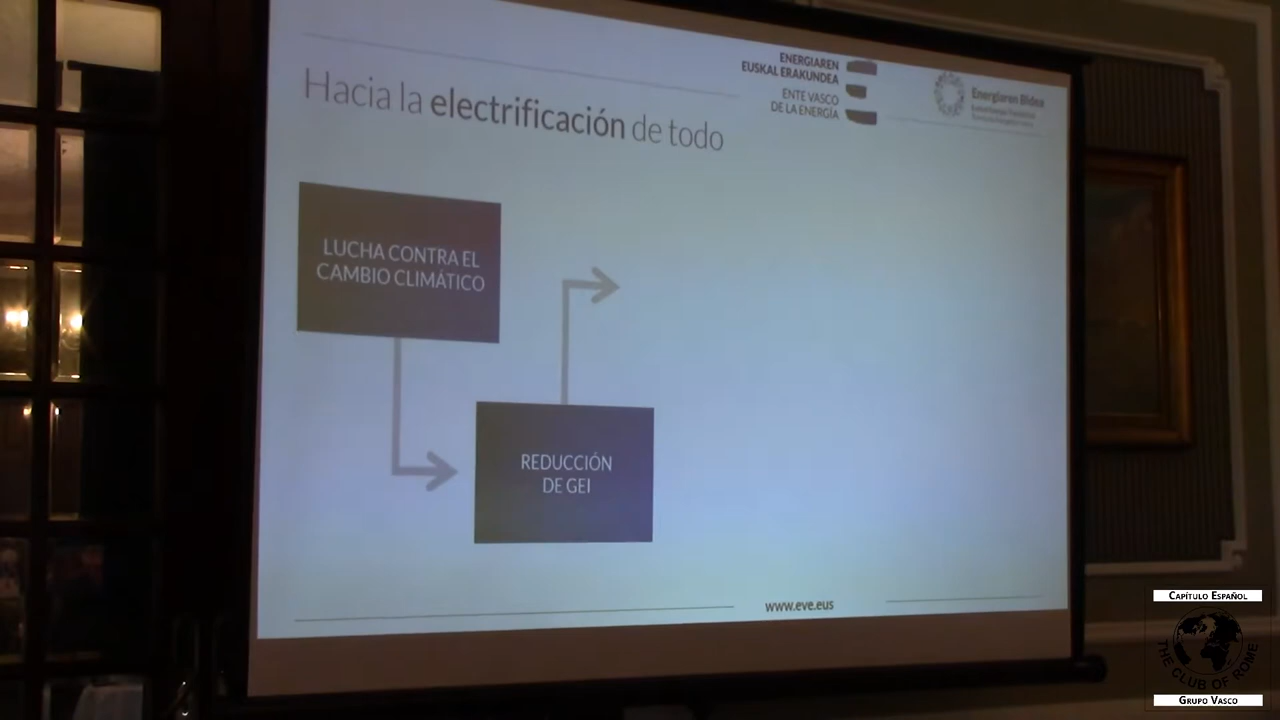 Hacia la electrificación de todo
ENERGIAREN
EUSKAL ERAKUNDEA
ENTE VASCO
DE LA ENERGÍA
Energiaren Bidea
LUCHA CONTRA EL
CAMBIO CLIMÁTICO
REDUCCIÓN
DE GEI
www.eve.eus
CAPÍTULO ESPAÑOL
THE CLUB OF ROME
GRUPO VASCO